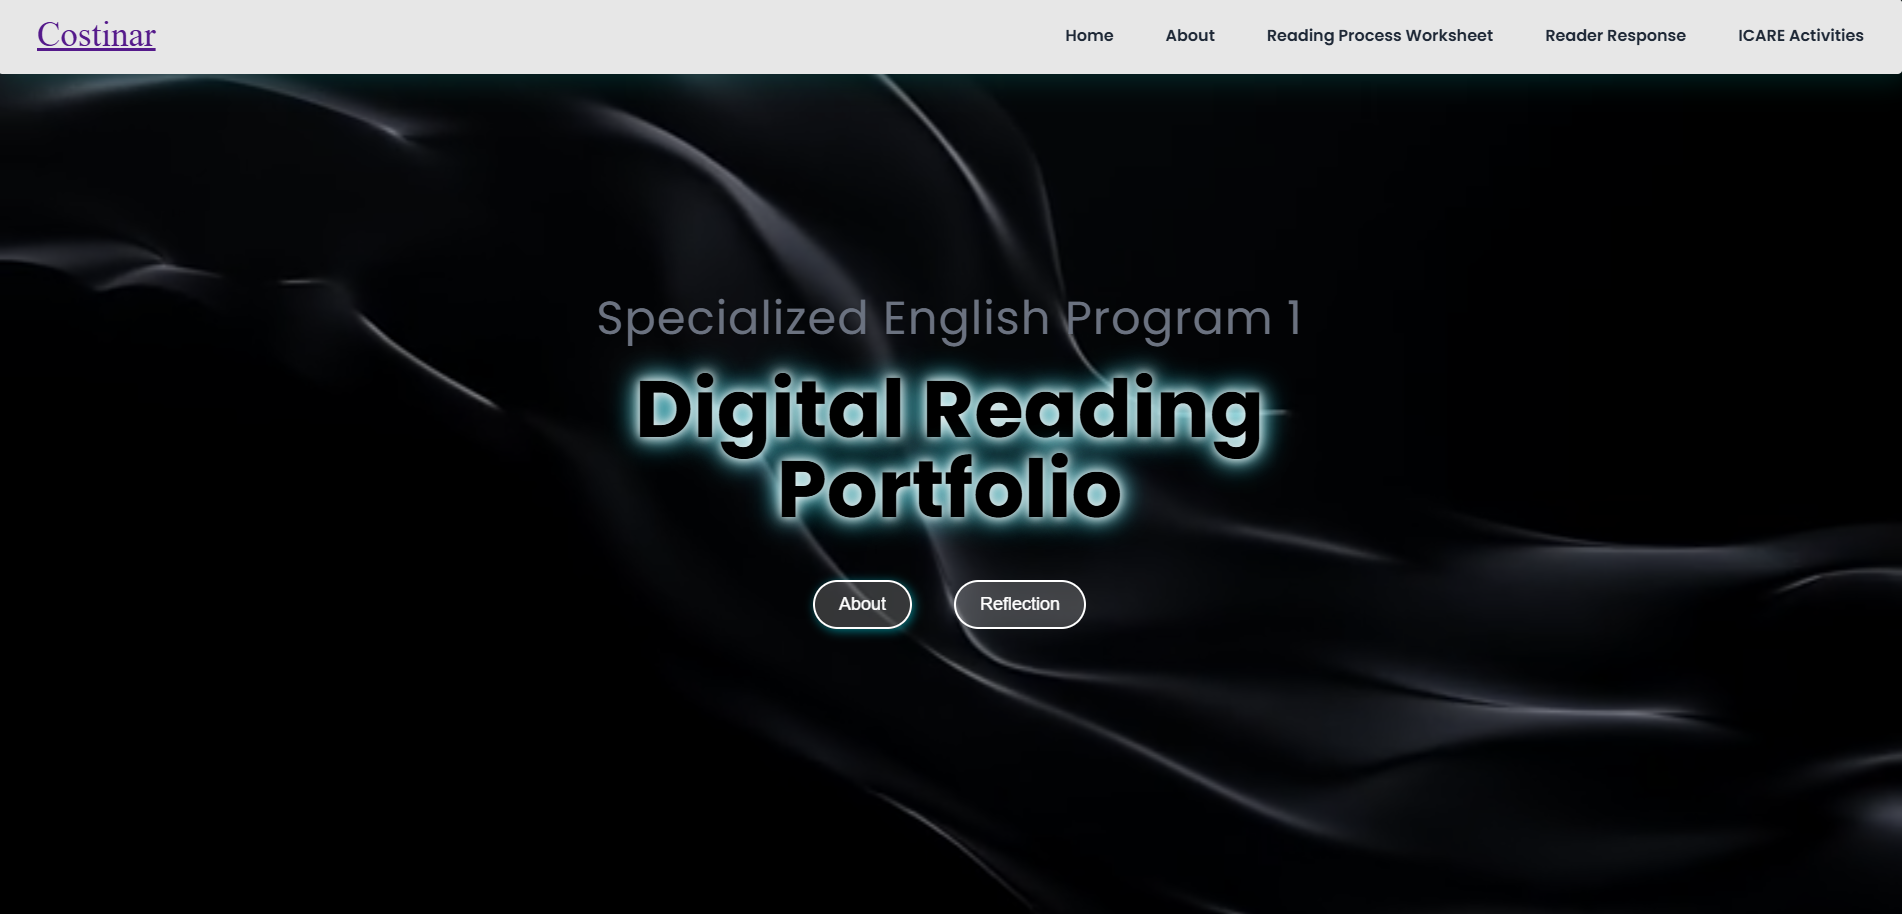 Costinar
Home About Reading Process Worksheet Reader Response ICARE Activities
Specialized English Program 1
Digital Reading
Portfolio
About Reflection